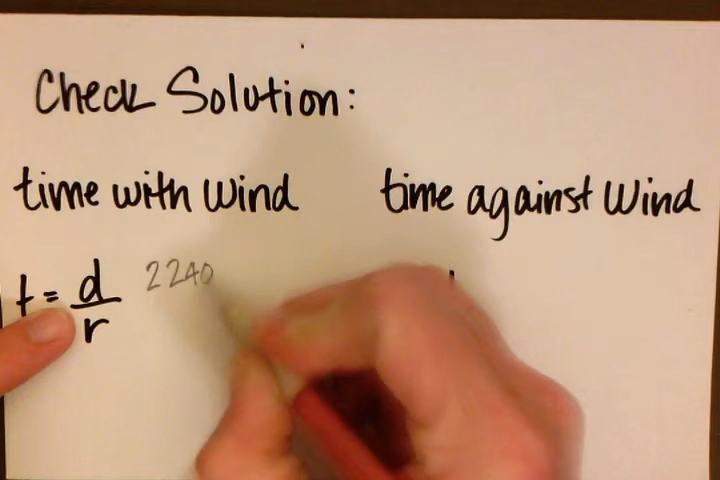 Check Solution:
time with wind time against wind
t = d/r 2240